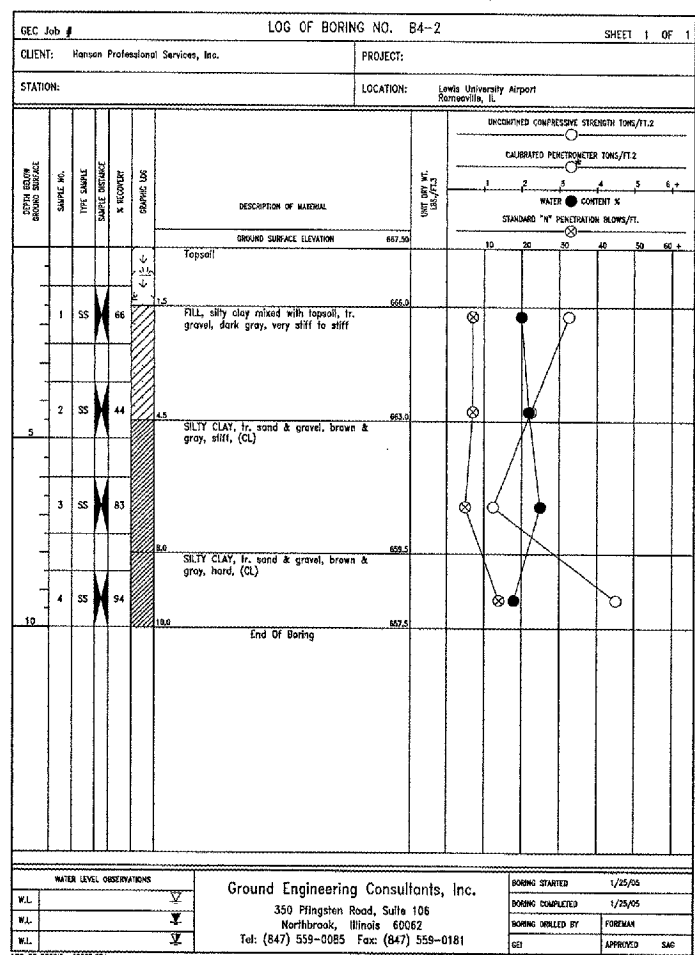 GEC Job #
LOG OF BORING NO. B4-2
SHEET 1 OF 1
CLIENT: Hanson Professional Services, Inc.
PROJECT:
STATION:
LOCATION: Lewis University Airport
Romeoville, IL
DEPTH BELOW
GROUND SURFACE
SAMPLE NO.
TYPE SAMPLE
SAMPLE DISTANCE
% RECOVERY
GRAPHIC LOG
DESCRIPTION OF MATERIAL
GROUND SURFACE ELEVATION 667.50
UNIT DRY WT.
LBS./FT.3
UNCONFINED COMPRESSIVE STRENGTH TONS/FT.2
CALIBRATED PENETROMETER TONS/FT.2
1 2 3 4 5 6 +
WATER CONTENT %
STANDARD "N" PENETRATION BLOWS/FT.
10 20 30 40 50 60 +
Topsoil
1.5 666.0
1 SS 66
FILL, silty clay mixed with topsoil, tr.
gravel, dark gray, very stiff to stiff
2 SS 44
4.5 663.0
5
SILTY CLAY, tr. sand & gravel, brown &
gray, stiff, (CL)
3 SS 83
8.0 659.5
SILTY CLAY, tr. sand & gravel, brown &
gray, hard, (CL)
4 SS 94
10 10.0 657.5
End Of Boring
WATER LEVEL OBSERVATIONS
W.L.
W.L.
W.L.
Ground Engineering Consultants, Inc.
350 Pfingsten Road, Suite 106
Northbrook, Illinois 60062
Tel: (847) 559-0085 Fax: (847) 559-0181
BORING STARTED 1/25/05
BORING COMPLETED 1/25/05
BORING DRILLED BY FOREMAN
GEI APPROVED SAG